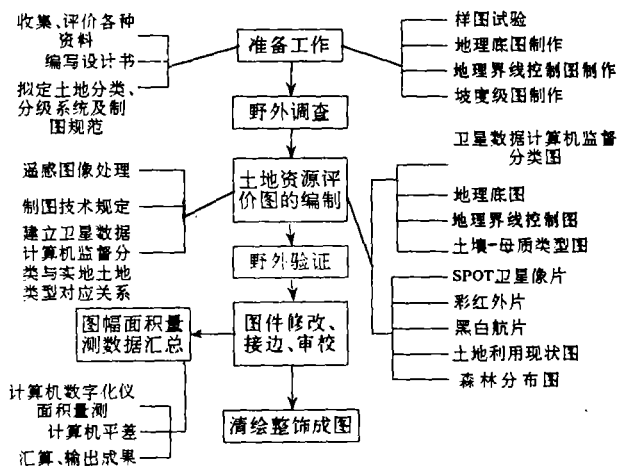 收集、评价各种
资料
编写设计书
拟定土地分类、
分级系统及制
图规范
准备工作
样图试验
地理底图制作
地理界线控制图制作
坡度级图制作
野外调查
遥感图像处理
制图技术规定
建立卫星数据
计算机监督分
类与实地土地
类型对应关系
土地资源评
价图的编制
卫星数据计算机监督
分类图
地理底图
地理界线控制图
土壤-母质类型图
SPOT卫星像片
彩红外片
黑白航片
土地利用现状图
森林分布图
野外验证
图件修改、
接边、审校
图幅面积量
测数据汇总
计算机数字化仪
面积量测
计算机平差
汇算、输出成果
清绘整饰成图